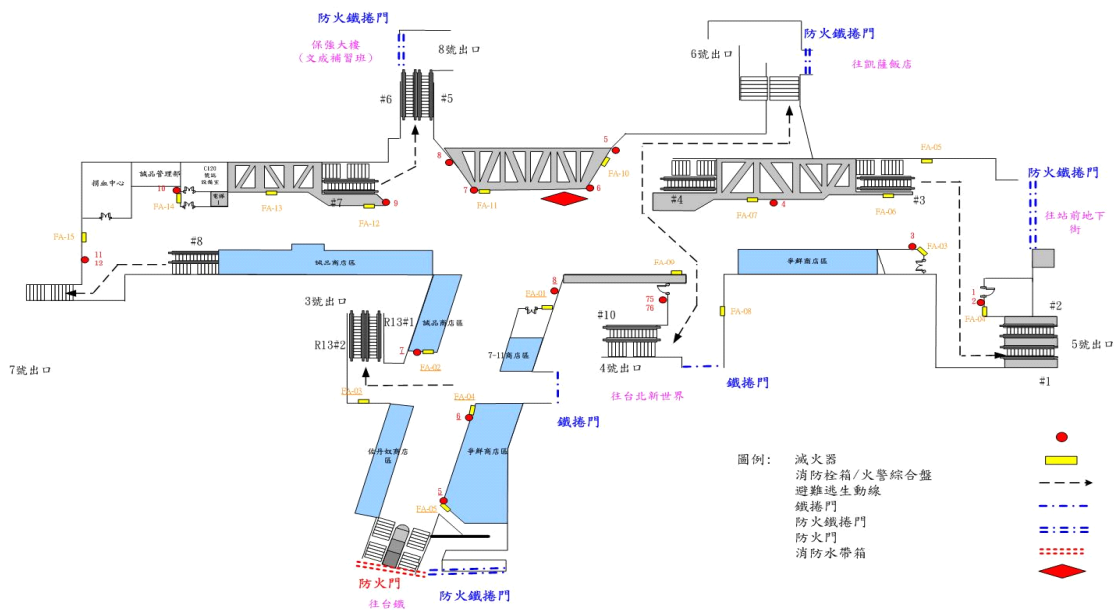 防火鐵捲門
保強大樓
(文成補習班)
8號出口
6號出口
防火鐵捲門
往凱薩飯店
#6
#5
5
8
FA-10
FA-05
C120
誠品管理部
捐血中心
10
FA-14
電梯
1
FA-13
#7
FA-12
9
7
FA-11
6
#4
FA-07
4
FA-06
#3
防火鐵捲門
往站前地下
街
FA-15
11
12
#8
誠品商店區
3
FA-03
爭鮮商店區
FA-09
8
FA-01
75
76
1
2
FA-04
3號出口
R13#1
R13#2
誠品商店區
#10
FA-08
#2
5號出口
#1
7號出口
7
FA-02
7-11商店區
4號出口
鐵捲門
FA-03
FA-04
6
往台北新世界
鐵捲門
佐丹奴商店
區
爭鮮商店
區
5
FA-05
防火門
往台鐵
防火鐵捲門
圖例:
滅火器
消防栓箱/火警綜合盤
避難逃生動線
鐵捲門
防火鐵捲門
防火門
消防水帶箱